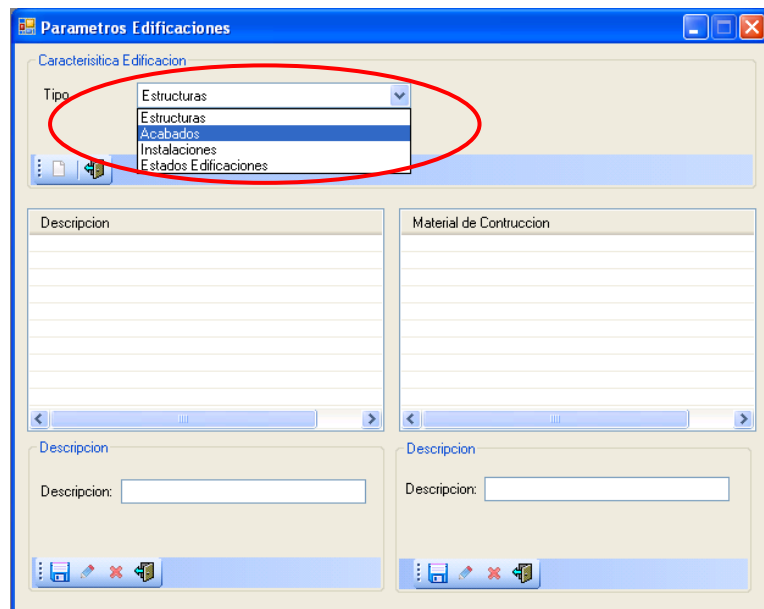 Parametros Edificaciones
Caracterisitica Edificacion
Tipo
Estructuras
Estructuras
Acabados
Instalaciones
Estados Edificaciones
Descripcion
Material de Contruccion
Descripcion
Descripcion
Descripcion:
Descripcion: